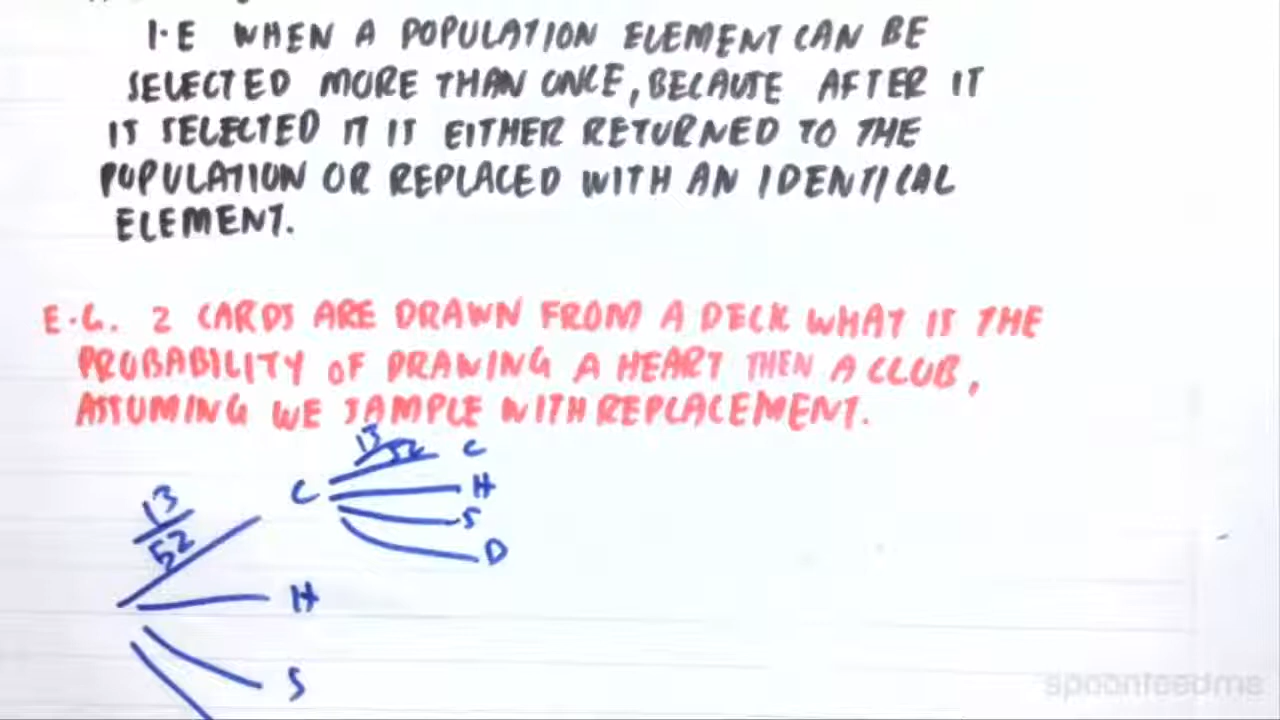 I.E WHEN A POPULATION ELEMENT CAN BE
SELECTED MORE THAN ONCE, BECAUSE AFTER IT
IS SELECTED IT IS EITHER RETURNED TO THE
POPULATION OR REPLACED WITH AN IDENTICAL
ELEMENT.
E.G. 2 CARDS ARE DRAWN FROM A DECK WHAT IS THE
PROBABILITY OF DRAWING A HEART THEN A CLUB,
ASSUMING WE SAMPLE WITH REPLACEMENT.
13/52 C
C H
S
D
13/52
H
S
spoonfeedme